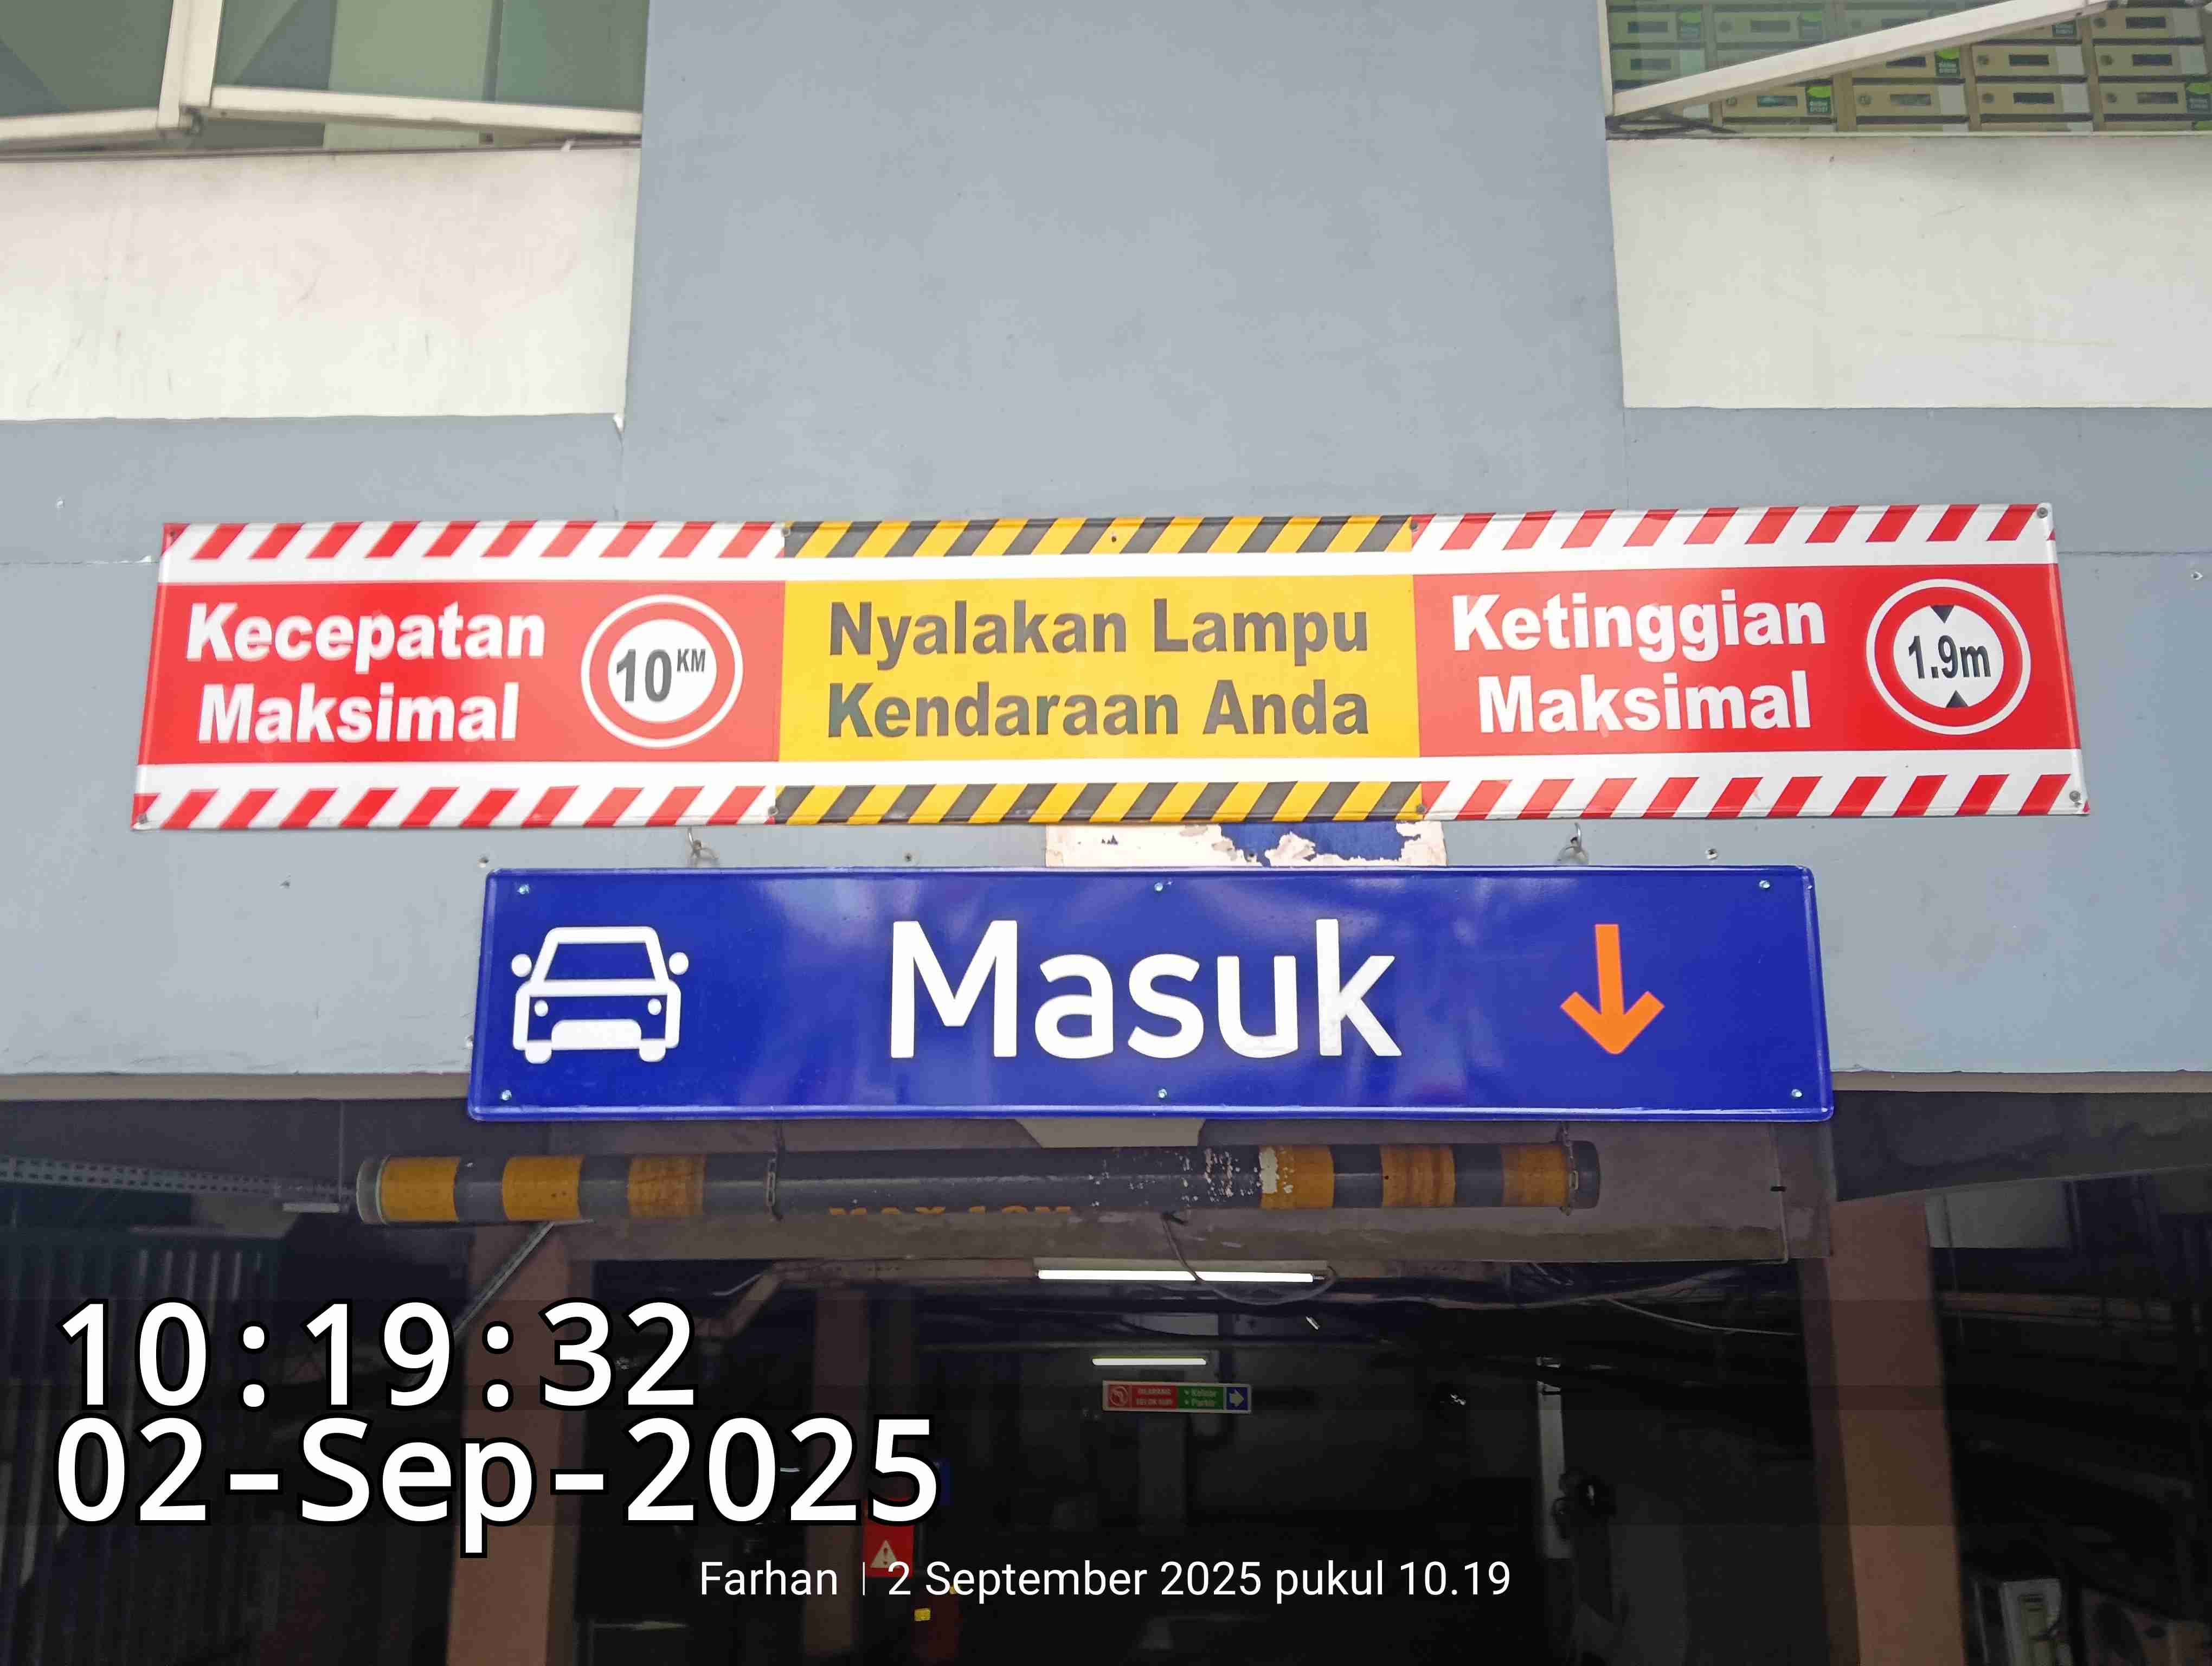 Kecepatan
Maksimal
10 KM
Nyalakan Lampu
Kendaraan Anda
Ketinggian
Maksimal
1.9m
Masuk
10:19:32
02-Sep-2025
Farhan | 2 September 2025 pukul 10.19